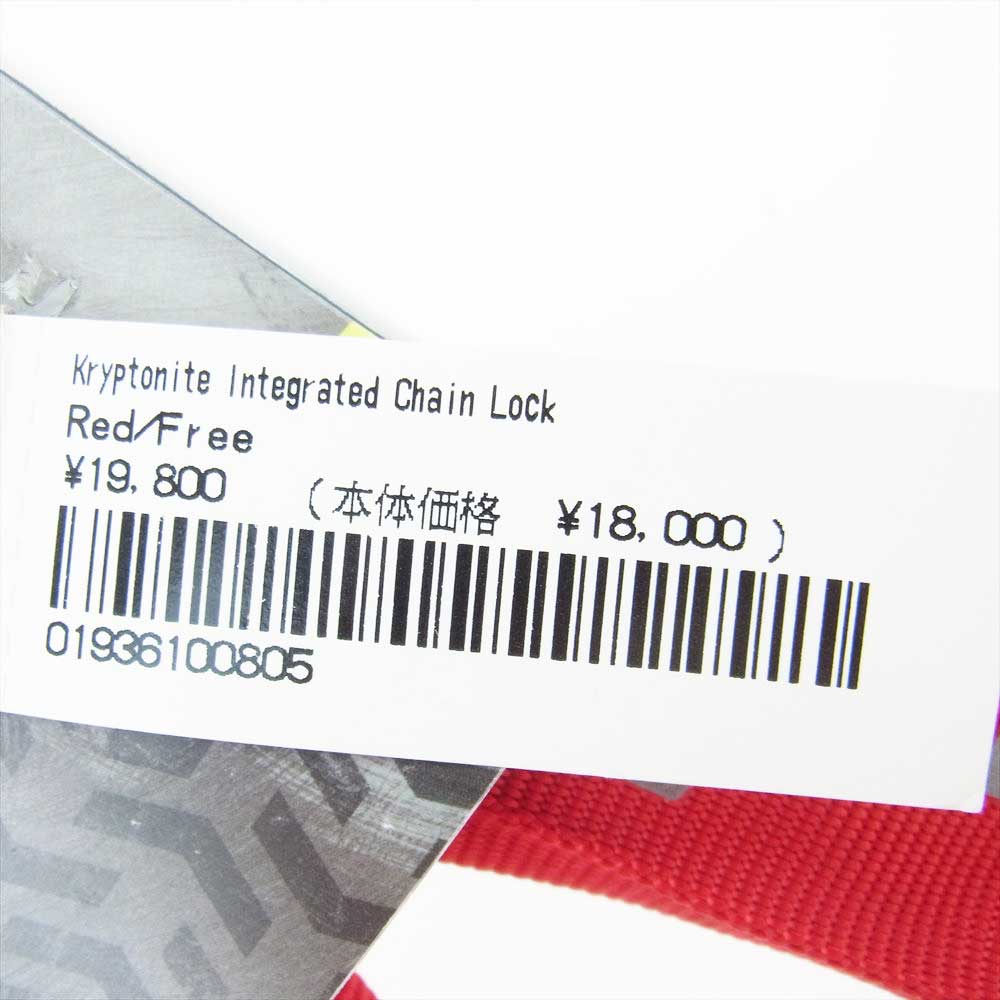 Kryptonite Integrated Chain Lock
Red/Free
¥19,800 (本体価格 ¥18,000)
01936100805